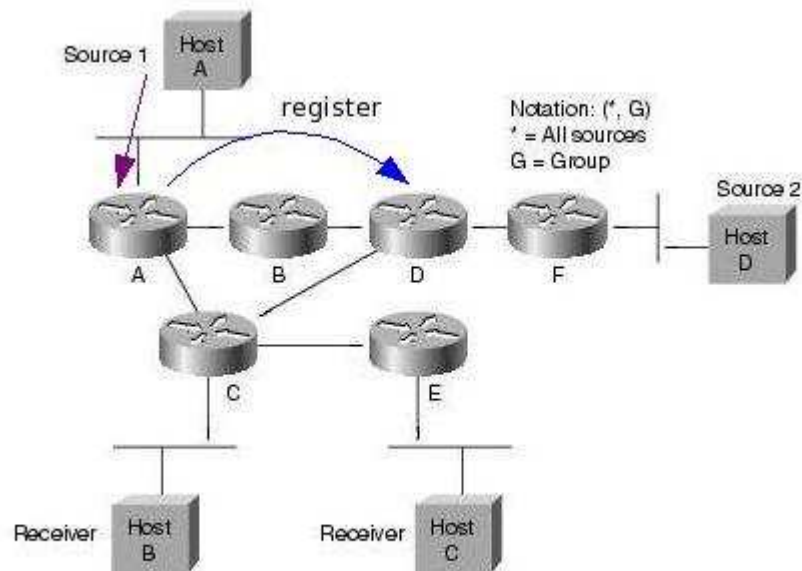 Source 1
Host
A
register
Notation: (*, G)
* = All sources
G = Group
Source 2
Host
D
A
B
D
F
C
E
Receiver
Host
B
Receiver
Host
C